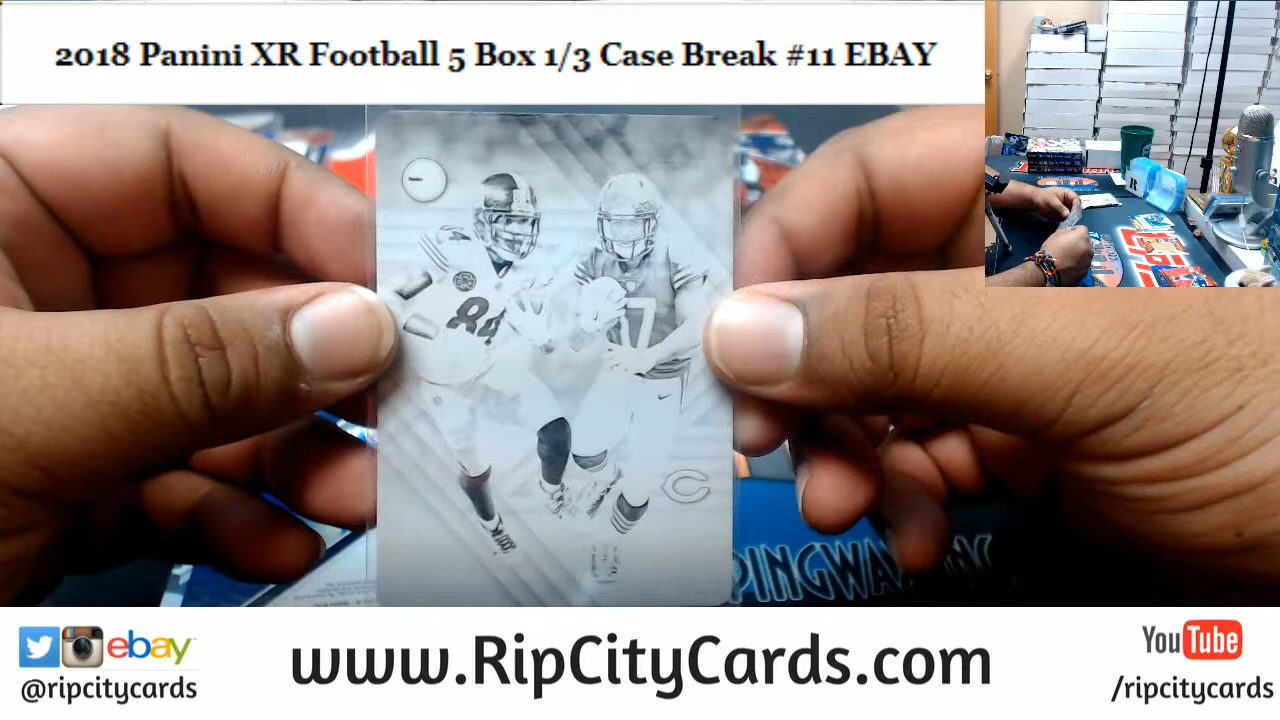 2018 Panini XR Football 5 Box 1/3 Case Break #11 EBAY
84
17
C
PINGWA
ebay
@ripcitycards
www.RipCityCards.com
YouTube
/ripcitycards